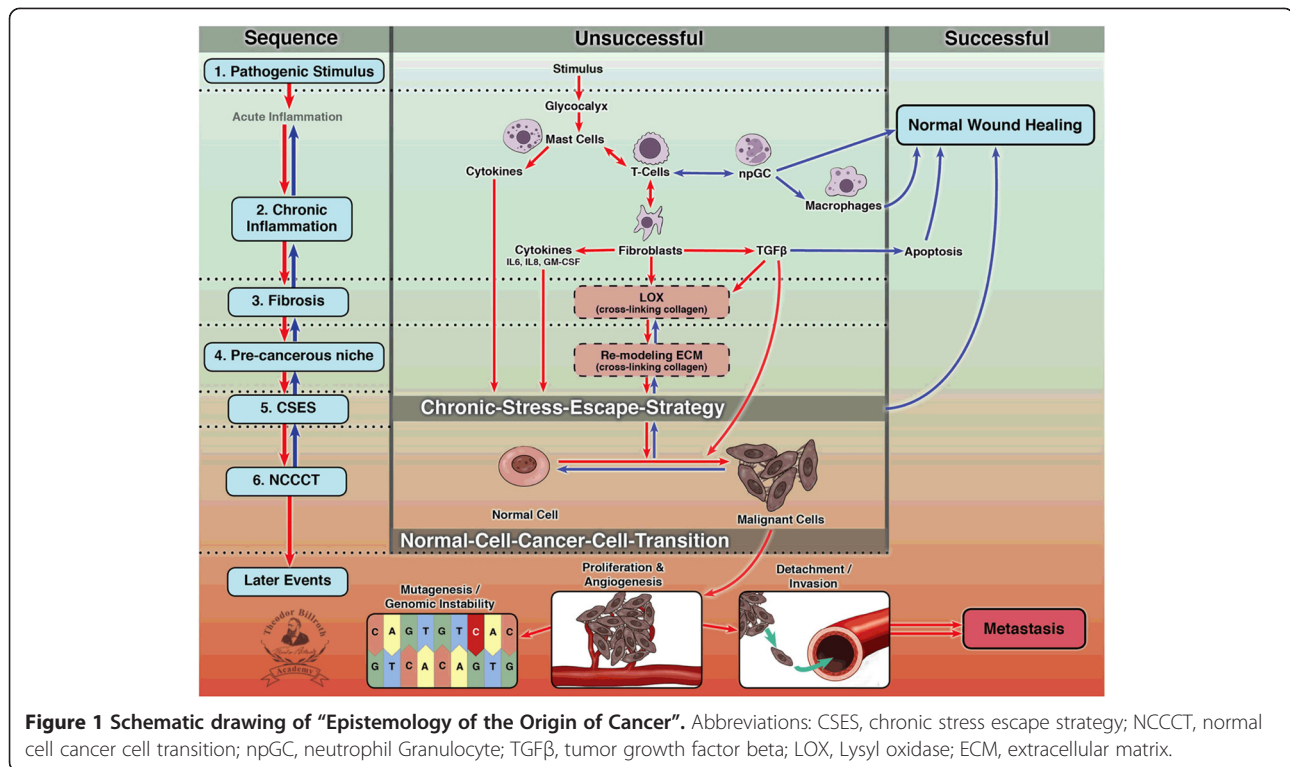 Sequence
Unsuccessful
Successful
1. Pathogenic Stimulus
Acute Inflammation
2. Chronic
Inflammation
3. Fibrosis
4. Pre-cancerous niche
5. CSES
6. NCCCT
Later Events
Stimulus
Glycocalyx
Mast Cells
Cytokines
T-Cells
npGC
Macrophages
Normal Wound Healing
Cytokines
IL6, IL8, GM-CSF
Fibroblasts
TGFβ
Apoptosis
LOX
(cross-linking collagen)
Re-modeling ECM
(cross-linking collagen)
Chronic-Stress-Escape-Strategy
Normal Cell
Malignant Cells
Normal-Cell-Cancer-Cell-Transition
Mutagenesis /
Genomic Instability
Proliferation &
Angiogenesis
Detachment /
Invasion
C A G T G T C A C
G T C A C A G T G
Metastasis
Theodor Billroth
Academy
Figure 1 Schematic drawing of “Epistemology of the Origin of Cancer”. Abbreviations: CSES, chronic stress escape strategy; NCCCT, normal
cell cancer cell transition; npGC, neutrophil Granulocyte; TGFβ, tumor growth factor beta; LOX, Lysyl oxidase; ECM, extracellular matrix.